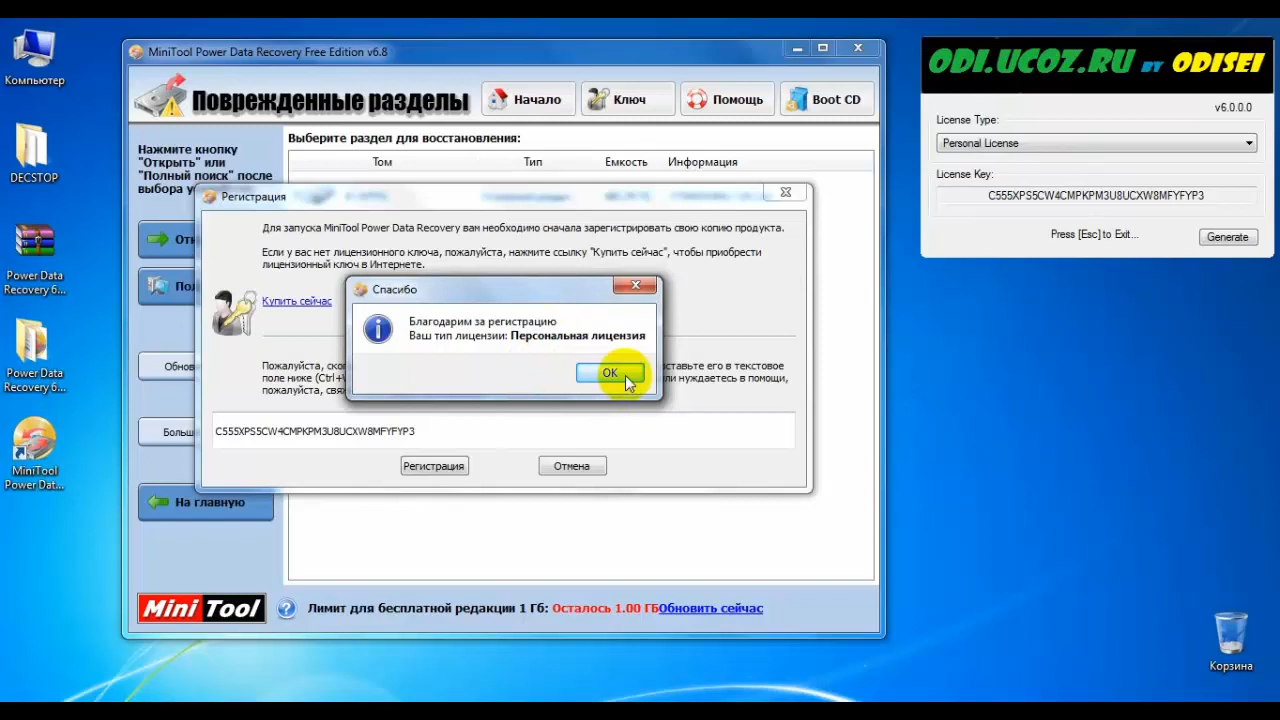 Компьютер
DECSTOP
Power Data
Recovery 6...
Power Data
Recovery 6...
MiniTool
Power Dat...
Корзина
MiniTool Power Data Recovery Free Edition v6.8
Поврежденные разделы
Начало
Ключ
Помощь
Boot CD
Нажмите кнопку
"Открыть" или
"Полный поиск" после
выбора у
Выберите раздел для восстановления:
Том Тип Емкость Информация
Отк
Пол
Обнов
Больш
На главную
Регистрация
Для запуска MiniTool Power Data Recovery вам необходимо сначала зарегистрировать свою копию продукта.
Если у вас нет лицензионного ключа, пожалуйста, нажмите ссылку "Купить сейчас", чтобы приобрести
лицензионный ключ в Интернете.
Купить сейчас
Пожалуйста, ско ставьте его в текстовое
поле ниже (Ctrl+ ли нуждаетесь в помощи,
пожалуйста, свя
C555XPS5CW4CMPKPM3U8UCXW8MFYFYP3
Регистрация
Отмена
Спасибо
Благодарим за регистрацию
Ваш тип лицензии: Персональная лицензия
OK
Mini Tool
Лимит для бесплатной редакции 1 Гб: Осталось 1.00 ГБОбновить сейчас
ODI.UCOZ.RU BY ODISEI
v6.0.0.0
License Type:
Personal License
License Key:
C555XPS5CW4CMPKPM3U8UCXW8MFYFYP3
Press [Esc] to Exit...
Generate